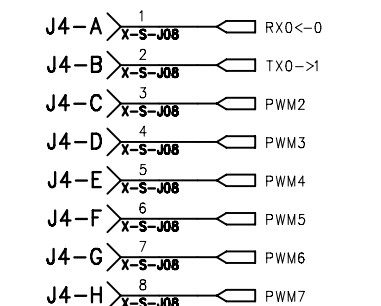 J4-A 1 RX0<-0
X-S-J08
J4-B 2 TX0->1
X-S-J08
J4-C 3 PWM2
X-S-J08
J4-D 4 PWM3
X-S-J08
J4-E 5 PWM4
X-S-J08
J4-F 6 PWM5
X-S-J08
J4-G 7 PWM6
X-S-J08
J4-H 8 PWM7
X-S-J08